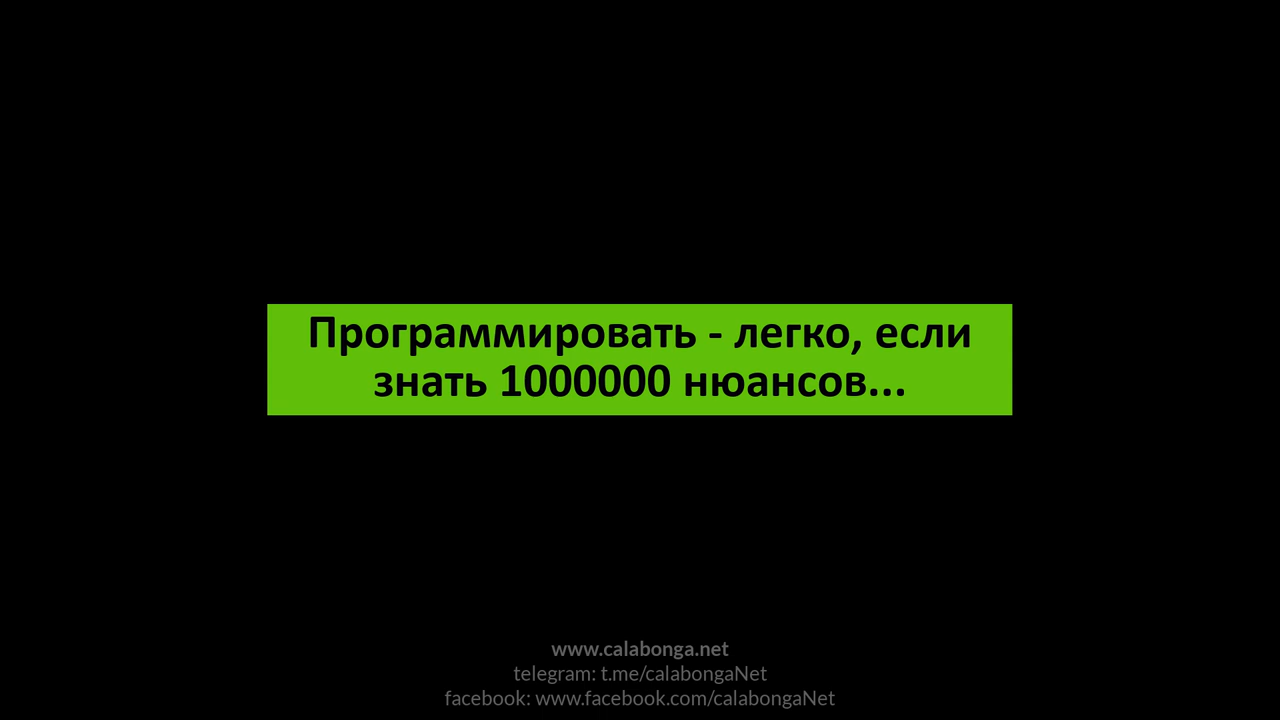 Программировать - легко, если
знать 1000000 нюансов...
www.calabonga.net
telegram: t.me/calabongaNet
facebook: www.facebook.com/calabongaNet